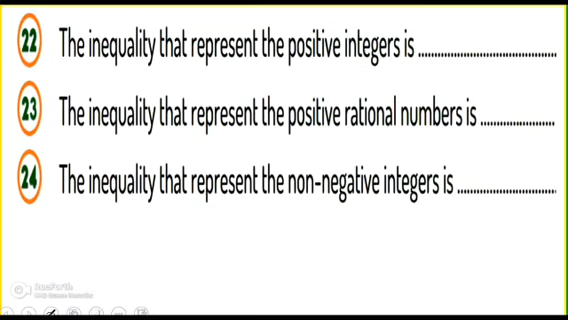 22 The inequality that represent the positive integers is ........................................
23 The inequality that represent the positive rational numbers is .....................
24 The inequality that represent the non-negative integers is ............................